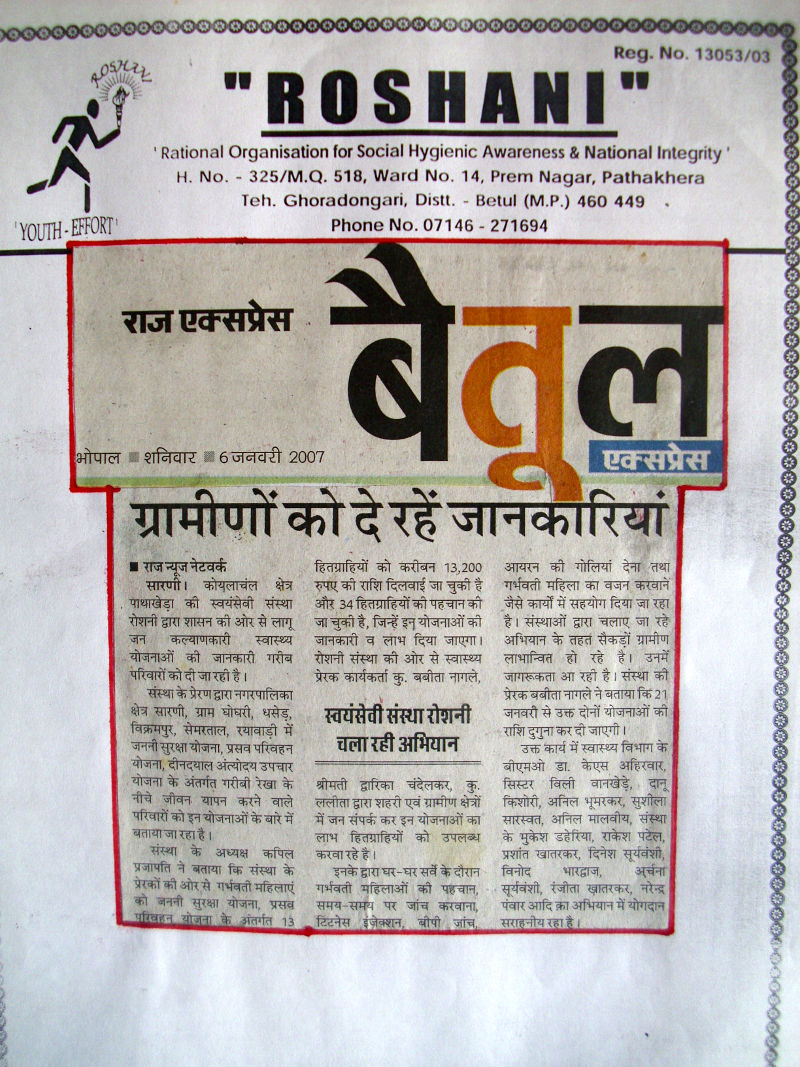 Reg. No. 13053/03
ROSHANI
"ROSHANI"
'Rational Organisation for Social Hygienic Awareness & National Integrity'
H. No. - 325/M.Q. 518, Ward No. 14, Prem Nagar, Pathakhera
Teh. Ghoradongari, Distt. - Betul (M.P.) 460 449
'YOUTH-EFFORT'
Phone No. 07146 - 271694
राज एक्सप्रेस
बैतूल
एक्सप्रेस
भोपाल ■ शनिवार ■ 6 जनवरी 2007
ग्रामीणों को दे रहें जानकारियां
■ राज न्यूज नेटवर्क
सारणी। कोयलाचंल क्षेत्र
पाथाखेड़ा की स्वयंसेवी संस्था
रोशनी द्वारा शासन की ओर से लागू
जन कल्याणकारी स्वास्थ्य
योजनाओं की जानकारी गरीब
परिवारों को दी जा रही है।
संस्था के प्रेरण द्वारा नगरपालिका
क्षेत्र सारणी, ग्राम घोघरी, धसेड़,
विक्रमपुर, सेमरताल, रयावाड़ी में
जननी सुरक्षा योजना, प्रसव परिवहन
योजना, दीनदयाल अंत्योदय उपचार
योजना के अंतर्गत गरीबी रेखा के
नीचे जीवन यापन करने वाले
परिवारों को इन योजनाओं के बारे में
बताया जा रहा है।
संस्था के अध्यक्ष कपिल
प्रजापति ने बताया कि संस्था के
प्रेरकों की ओर से गर्भवती महिलाएं
को जननी सुरक्षा योजना, प्रसव
परिवहन योजना के अंतर्गत 13
हितग्राहियों को करीबन 13,200
रुपए की राशि दिलवाई जा चुकी है
और 34 हितग्राहियों की पहचान की
जा चुकी है, जिन्हें इन योजनाओं की
जानकारी व लाभ दिया जाएगा।
रोशनी संस्था की ओर से स्वास्थ्य
प्रेरक कार्यकर्ता कु. बबीता नागले,
स्वयंसेवी संस्था रोशनी
चला रही अभियान
श्रीमती द्वारिका चंदेलकर, कु.
ललीता द्वारा शहरी एवं ग्रामीण क्षेत्रों
में जन संपर्क कर इन योजनाओं का
लाभ हितग्राहियों को उपलब्ध
करवा रहे है।
इनके द्वारा घर-घर सर्वे के दौरान
गर्भवती महिलाओं की पहचान,
समय-समय पर जांच करवाना,
टिटनेस इंजेक्शन, बीपी जांच,
आयरन की गोलियां देना तथा
गर्भवती महिला का वजन करवाने
जैसे कार्यों में सहयोग दिया जा रहा
है। संस्थाओं द्वारा चलाए जा रहे
अभियान के तहत सैकड़ों ग्रामीण
लाभान्वित हो रहे है। उनमें
जागरूकता आ रही है। संस्था की
प्रेरक बबीता नागले ने बताया कि 21
जनवरी से उक्त दोनों योजनाओं की
राशि दुगुना कर दी जाएगी।
उक्त कार्य में स्वास्थ्य विभाग के
बीएमओ डा. केएस अहिरवार,
सिस्टर विली वानखेड़े, दानू
किशोरी, अनिल भूमरकर, सुशीला
सारस्वत, अनिल मालवीय, संस्था
के मुकेश डहेरिया, राकेश पटेल,
प्रशांत खातरकर, दिनेश सूर्यवंशी,
विनोद भारद्वाज, अर्चना
सूर्यवंशी, रंजीता खातरकर, नरेन्द्र
पंवार आदि का अभियान में योगदान
सराहनीय रहा है।